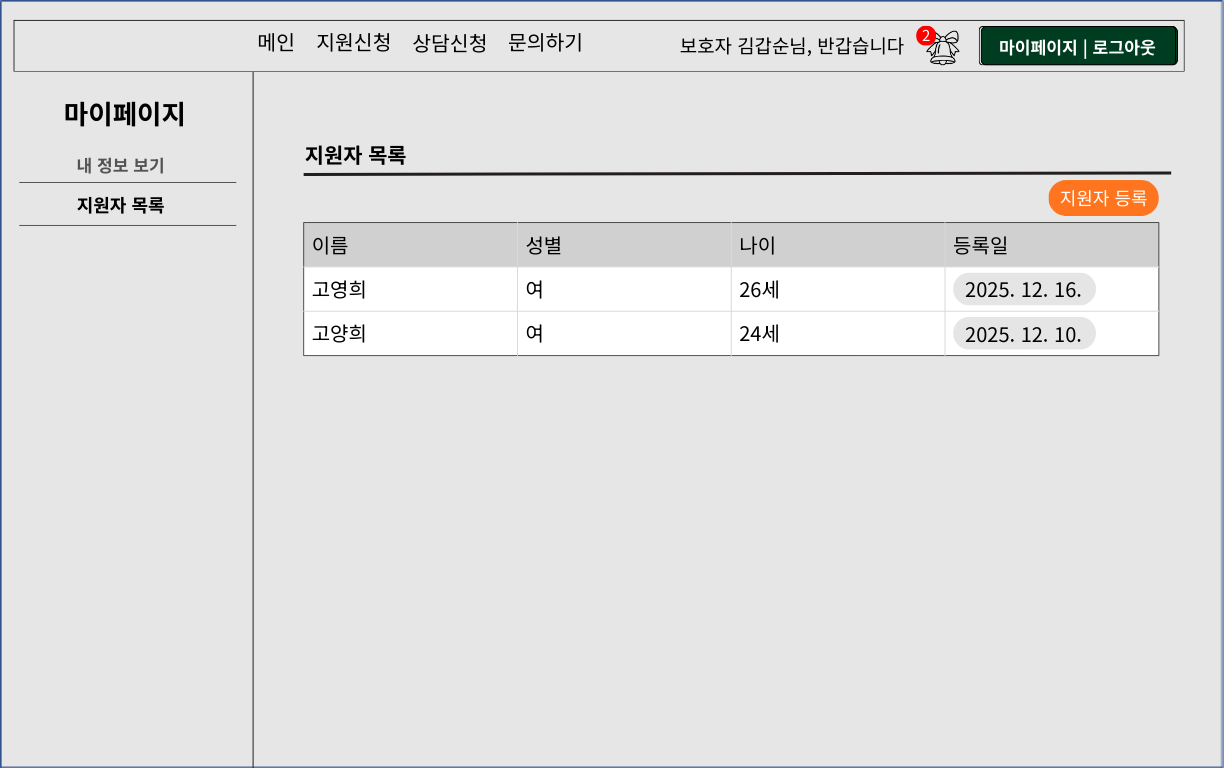 메인 지원신청 상담신청 문의하기 보호자 김갑순님, 반갑습니다 2 마이페이지 | 로그아웃
마이페이지
내 정보 보기
지원자 목록
지원자 목록
지원자 등록
이름 성별 나이 등록일
고영희 여 26세 2025. 12. 16.
고양희 여 24세 2025. 12. 10.